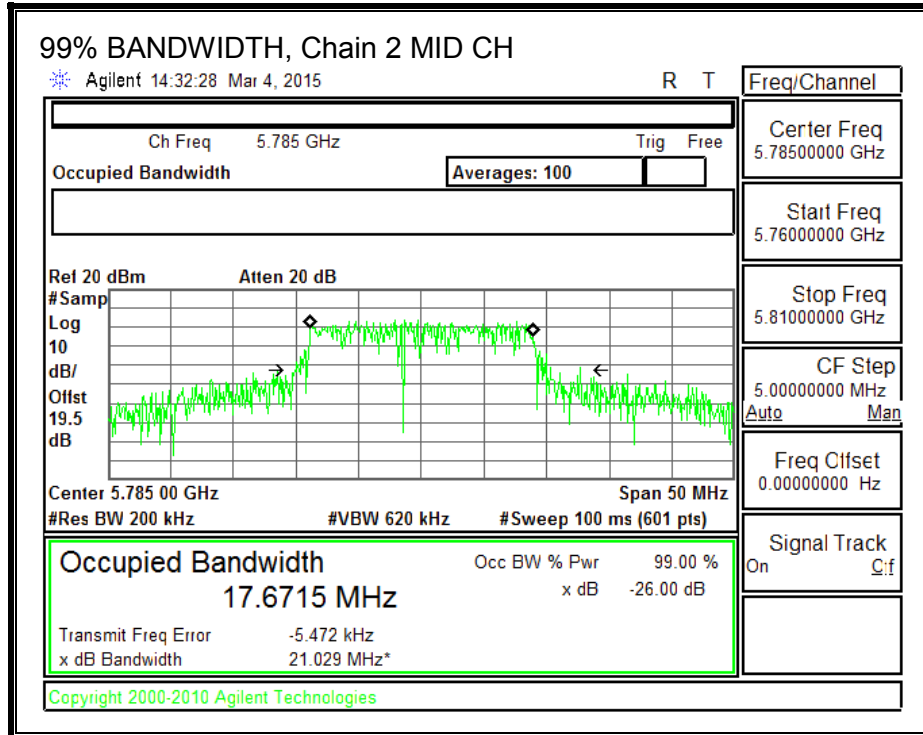 99% BANDWIDTH, Chain 2 MID CH
Agilent 14:32:28 Mar 4, 2015 R T
Freq/Channel
Ch Freq 5.785 GHz Trig Free
Occupied Bandwidth Averages: 100
Center Freq
5.78500000 GHz
Start Freq
5.76000000 GHz
Stop Freq
5.81000000 GHz
CF Step
5.00000000 MHz
Auto Man
Freq Offset
0.00000000 Hz
Signal Track
On Off
Ref 20 dBm Atten 20 dB
#Samp
Log
10
dB/
Offst
19.5
dB
Center 5.785 00 GHz Span 50 MHz
#Res BW 200 kHz #VBW 620 kHz #Sweep 100 ms (601 pts)
Occupied Bandwidth Occ BW % Pwr 99.00 %
17.6715 MHz x dB -26.00 dB
Transmit Freq Error -5.472 kHz
x dB Bandwidth 21.029 MHz*
Copyright 2000-2010 Agilent Technologies